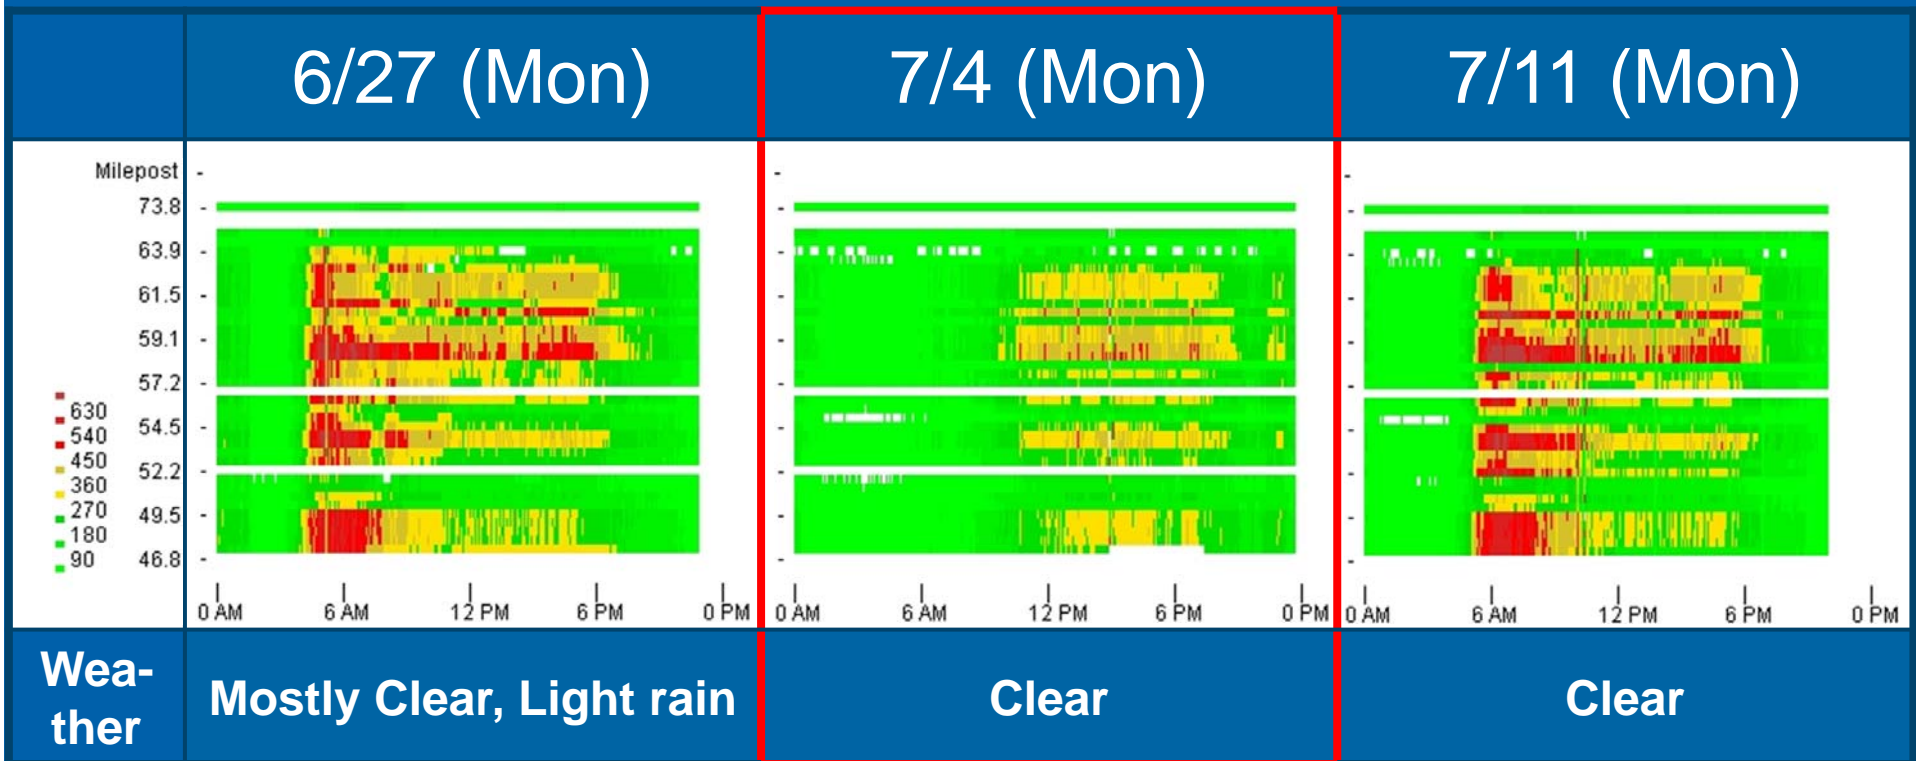 6/27 (Mon) 7/4 (Mon) 7/11 (Mon)
Milepost - - -
73.8 - - -
63.9 - - -
61.5 - - -
59.1 - - -
57.2 - - -
54.5 - - -
52.2 - - -
49.5 - - -
46.8 - - -
630
540
450
360
270
180
90
0 AM 6 AM 12 PM 6 PM 0 PM
0 AM 6 AM 12 PM 6 PM 0 PM
0 AM 6 AM 12 PM 6 PM 0 PM
Wea-
ther
Mostly Clear, Light rain
Clear
Clear